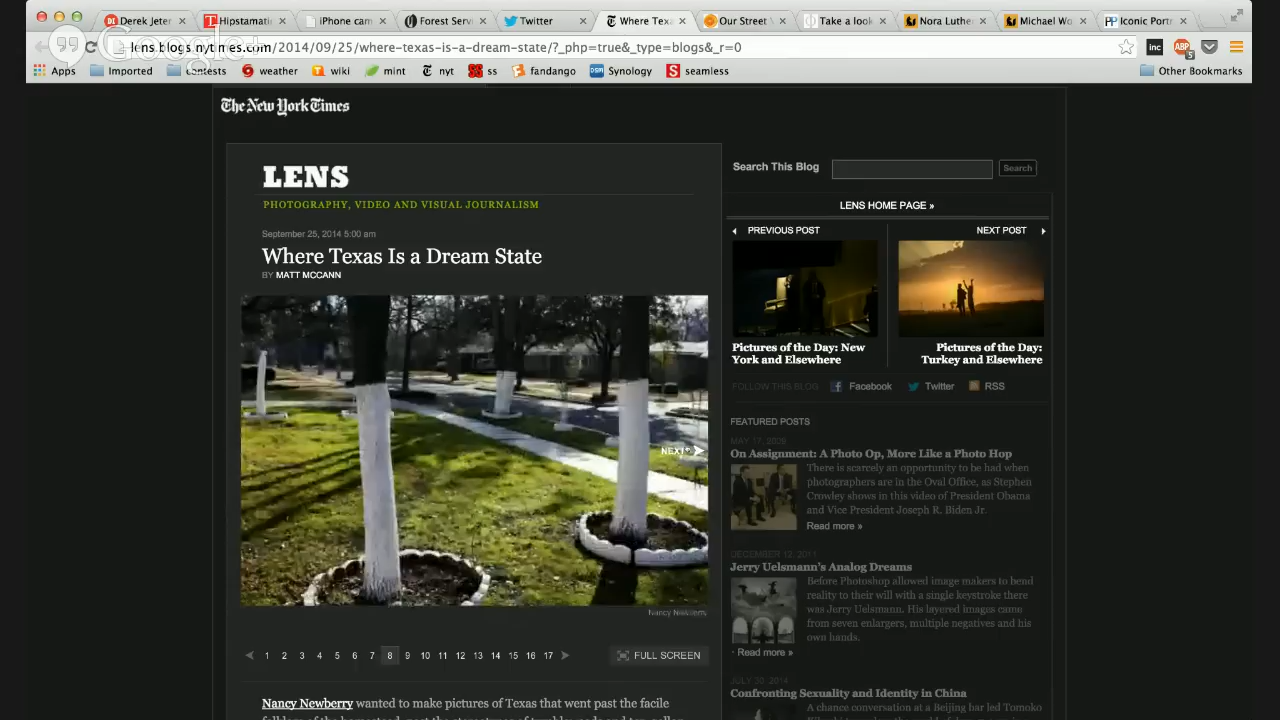 Derek Jeter
Hipstamatic
iPhone cam
Forest Servi
Twitter
Where Texa
Our Street
Take a look
Nora Luther
Michael Wo
Iconic Portr
Google+
lens.blogs.nytimes.com/2014/09/25/where-texas-is-a-dream-state/?_php=true&_type=blogs&_r=0
inc
ABP
5
Apps
Imported
contests
weather
wiki
mint
nyt
ss
fandango
Synology
seamless
Other Bookmarks
The New York Times
LENS
PHOTOGRAPHY, VIDEO AND VISUAL JOURNALISM
September 25, 2014 5:00 am
Where Texas Is a Dream State
BY MATT MCCANN
NEXT
Nancy Newberry
1 2 3 4 5 6 7 8 9 10 11 12 13 14 15 16 17
FULL SCREEN
Nancy Newberry wanted to make pictures of Texas that went past the facile
Search This Blog
Search
LENS HOME PAGE »
PREVIOUS POST
NEXT POST
Pictures of the Day: New
York and Elsewhere
Pictures of the Day:
Turkey and Elsewhere
FOLLOW THIS BLOG
Facebook
Twitter
RSS
FEATURED POSTS
On Assignment: A Photo Op, More Like a Photo Hop
There is scarcely an opportunity to be had when
photographers are in the Oval Office, as Stephen
Crowley shows in this video of President Obama
and Vice President Joseph R. Biden Jr.
Read more »
DECEMBER 12, 2011
Jerry Uelsmann's Analog Dreams
Before Photoshop allowed image makers to bend
reality to their will with a single keystroke there
was Jerry Uelsmann. His layered images came
from seven enlargers, multiple negatives and his
own hands.
Read more »
Confronting Sexuality and Identity in China
A chance conversation at a Beijing bar led Tomoko